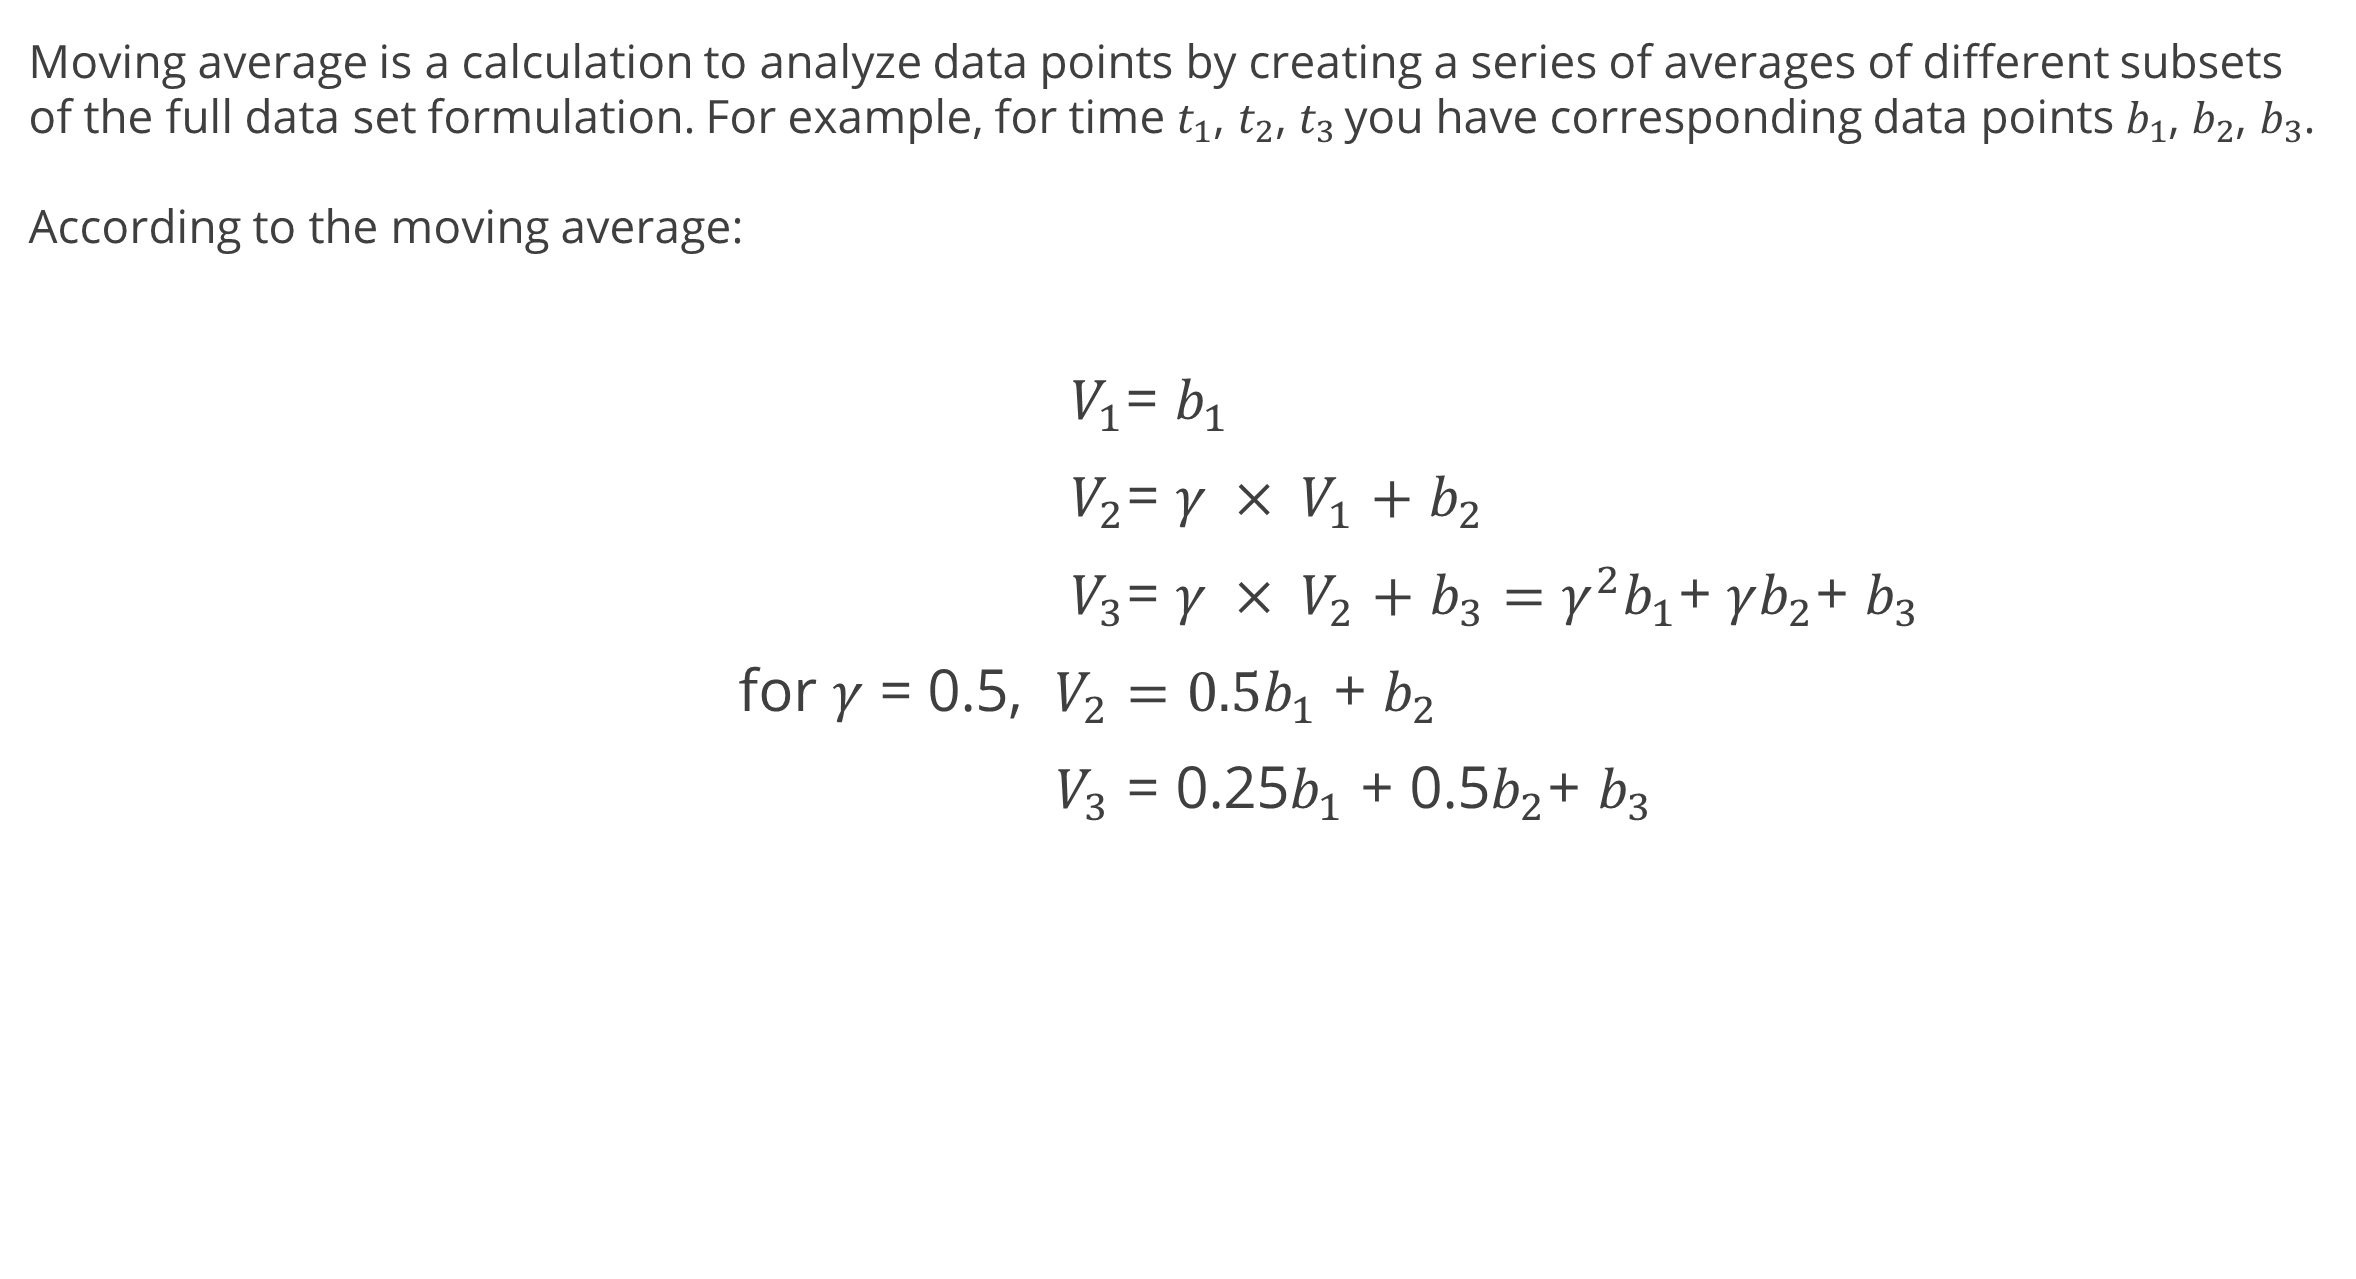 Moving average is a calculation to analyze data points by creating a series of averages of different subsets
of the full data set formulation. For example, for time t₁, t₂, t₃ you have corresponding data points b₁, b₂, b₃.
According to the moving average:
V₁= b₁
V₂= γ × V₁ + b₂
V₃= γ × V₂ + b₃ = γ²b₁+ γb₂+ b₃
for γ = 0.5, V₂ = 0.5b₁ + b₂
V₃ = 0.25b₁ + 0.5b₂+ b₃